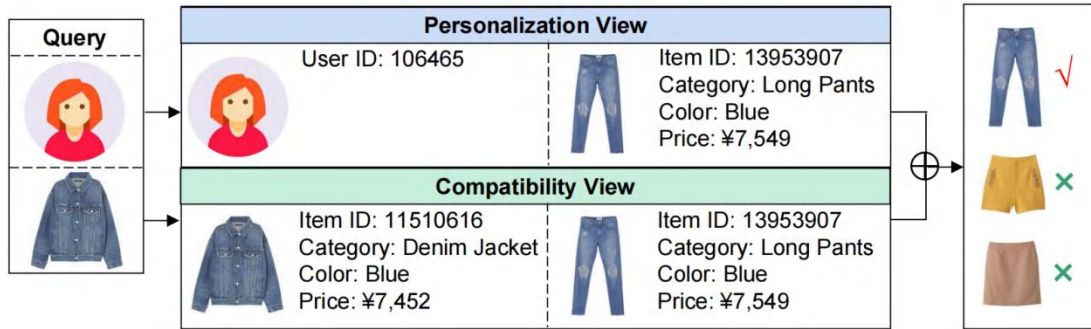 Query
Personalization View
User ID: 106465
Item ID: 13953907
Category: Long Pants
Color: Blue
Price: ¥7,549
Compatibility View
Item ID: 11510616
Category: Denim Jacket
Color: Blue
Price: ¥7,452
Item ID: 13953907
Category: Long Pants
Color: Blue
Price: ¥7,549